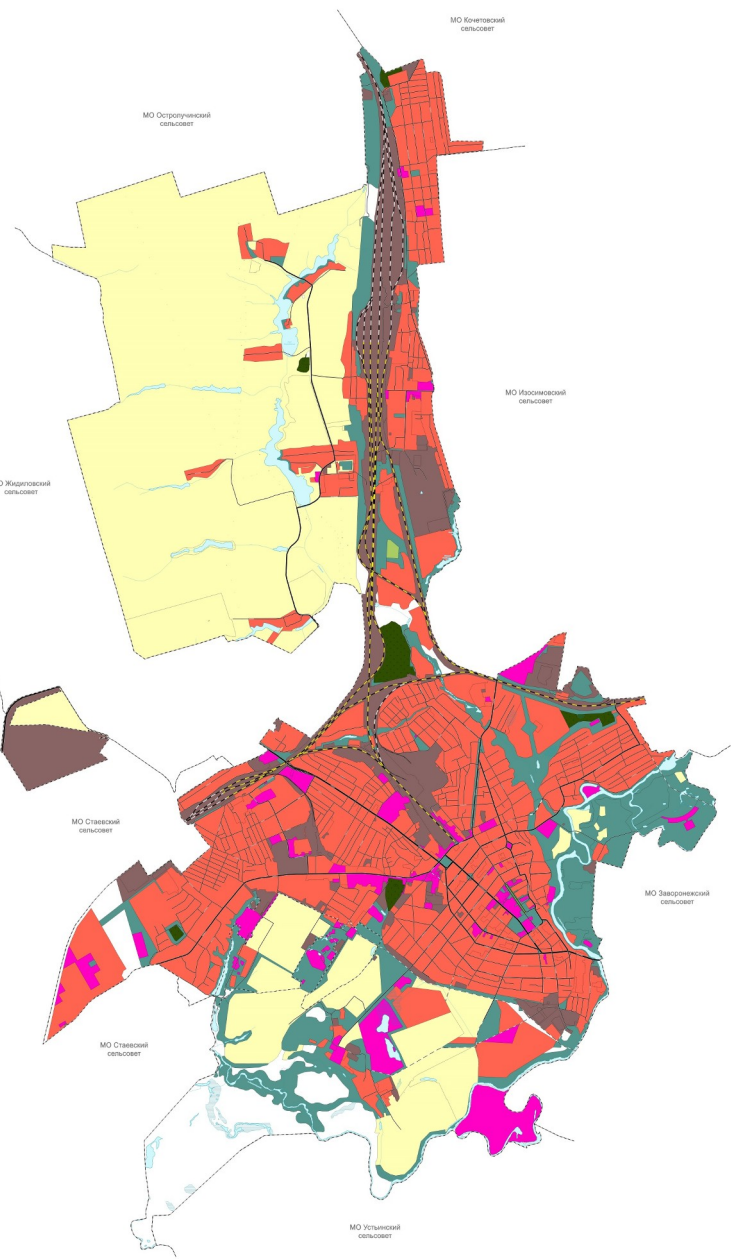 МО Кочетовский
сельсовет
МО Остролучинский
сельсовет
МО Изосимовский
сельсовет
О Жидиловский
сельсовет
МО Стаевский
сельсовет
МО Заворонежский
сельсовет
МО Стаевский
сельсовет
МО Устьинский
сельсовет